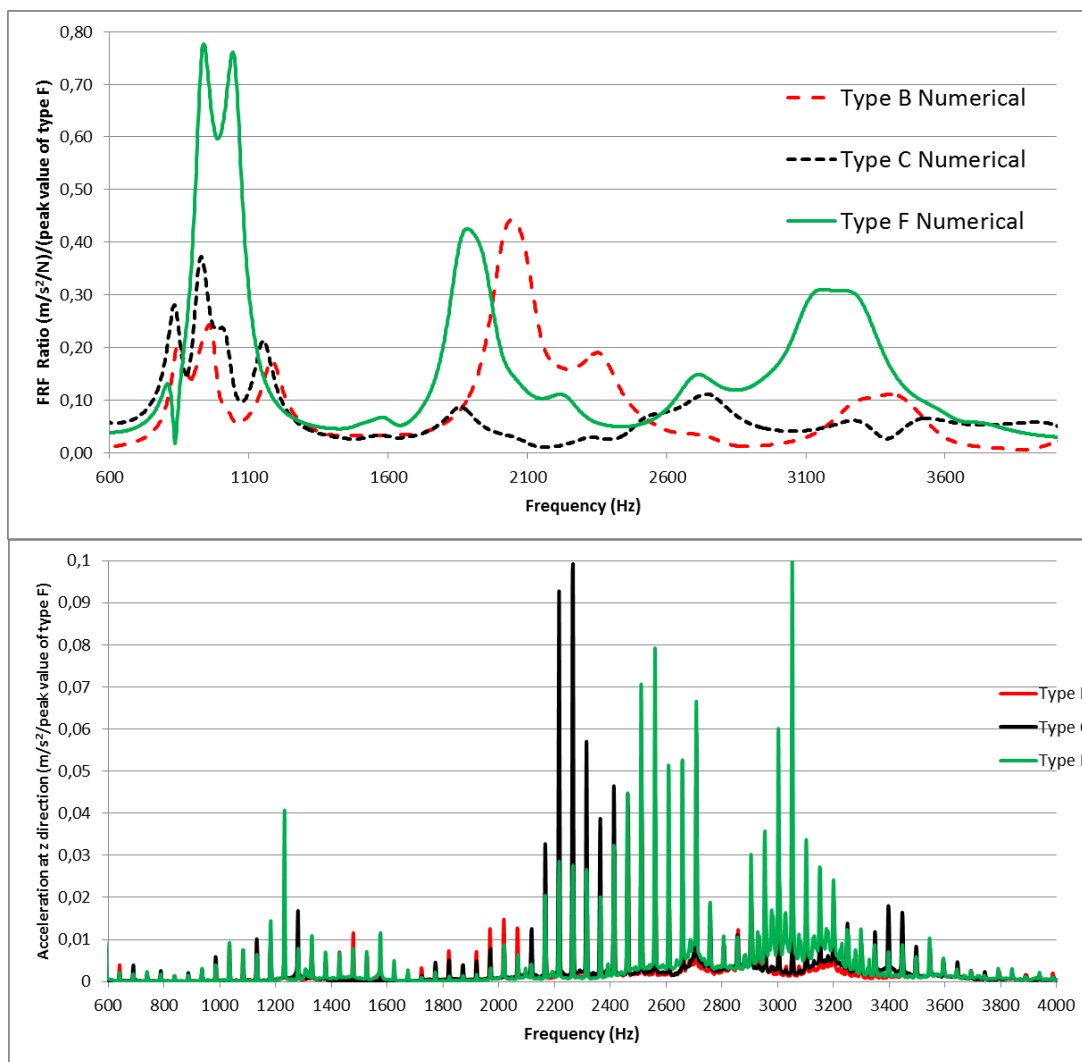 0,80
0,70
0,60
0,50
0,40
0,30
0,20
0,10
0,00
FRF Ratio (m/s²/N)/(peak value of type F)
Type B Numerical
Type C Numerical
Type F Numerical
600 1100 1600 2100 2600 3100 3600
Frequency (Hz)
0,1
0,09
0,08
0,07
0,06
0,05
0,04
0,03
0,02
0,01
0
Acceleration at z direction (m/s²/peak value of type F)
Type
Type
Type
600 800 1000 1200 1400 1600 1800 2000 2200 2400 2600 2800 3000 3200 3400 3600 3800 4000
Frequency (Hz)